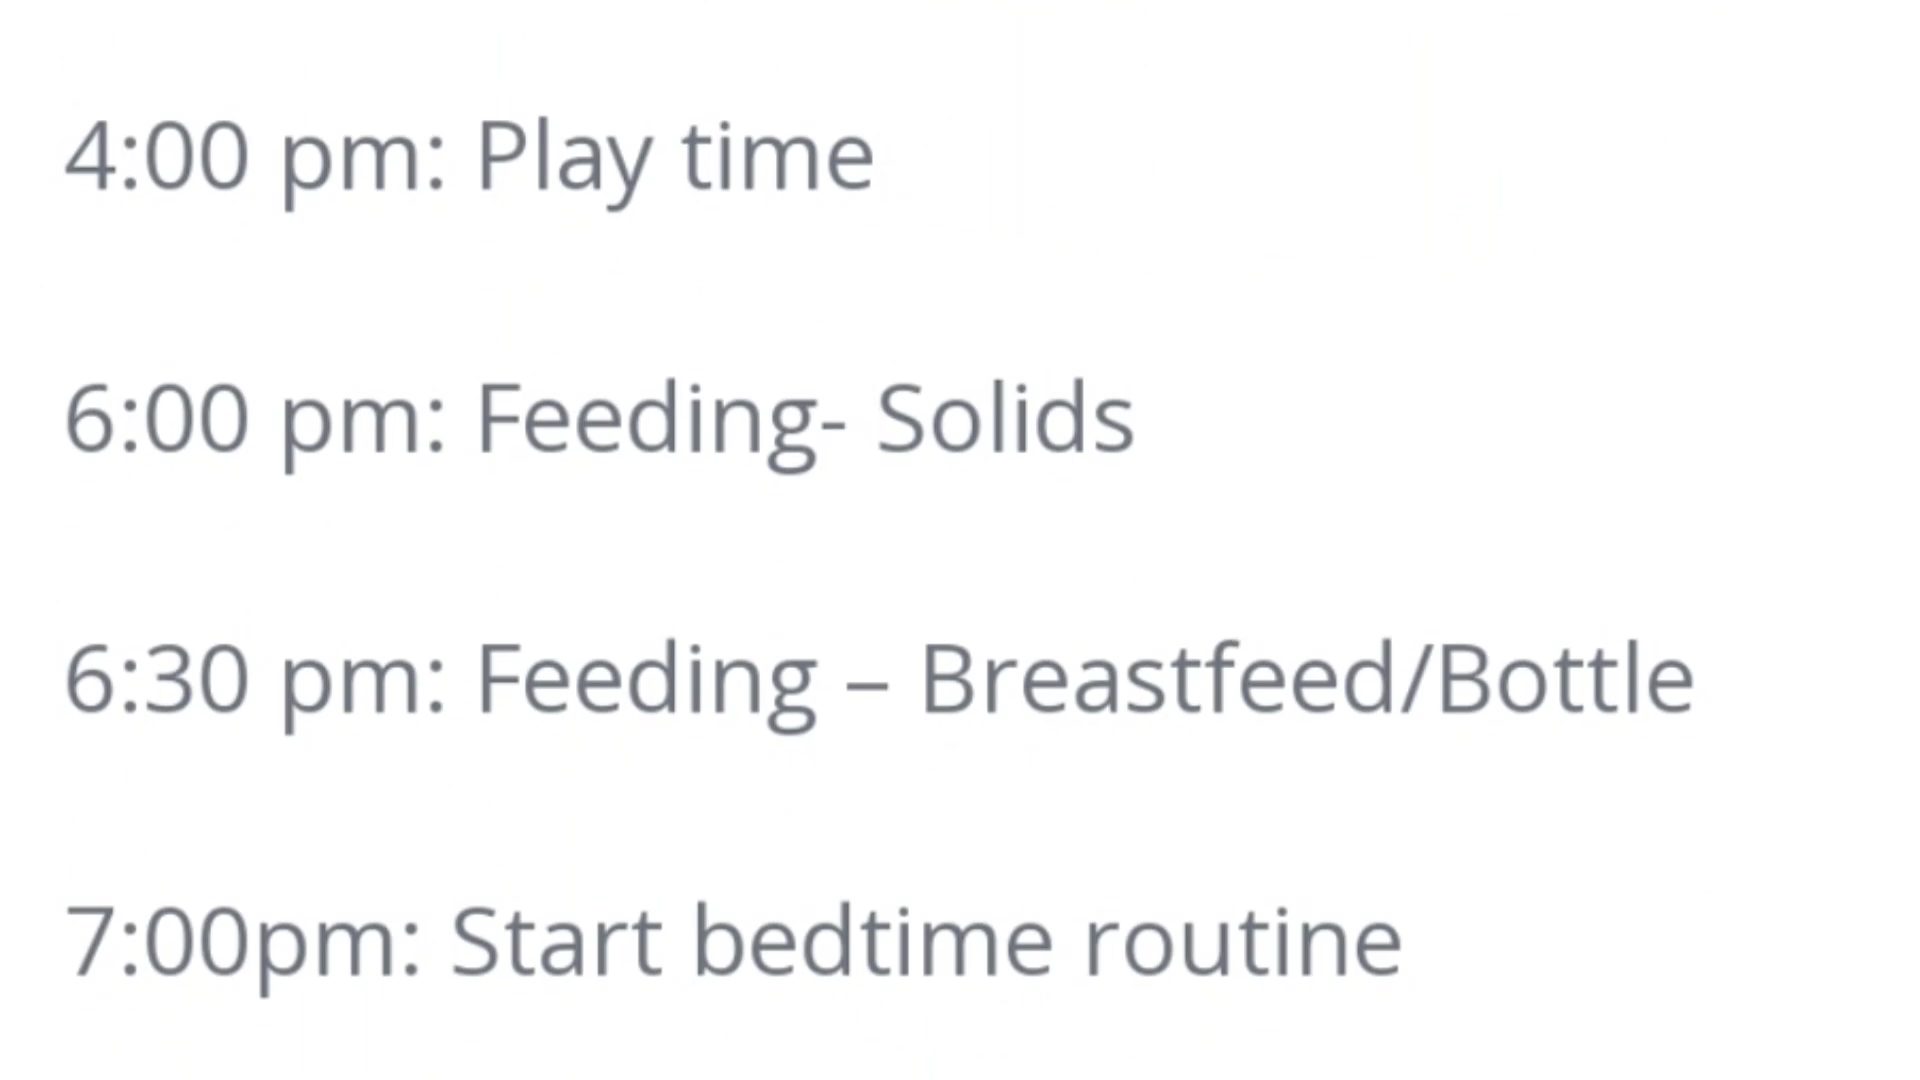 4:00 pm: Play time
6:00 pm: Feeding- Solids
6:30 pm: Feeding – Breastfeed/Bottle
7:00pm: Start bedtime routine